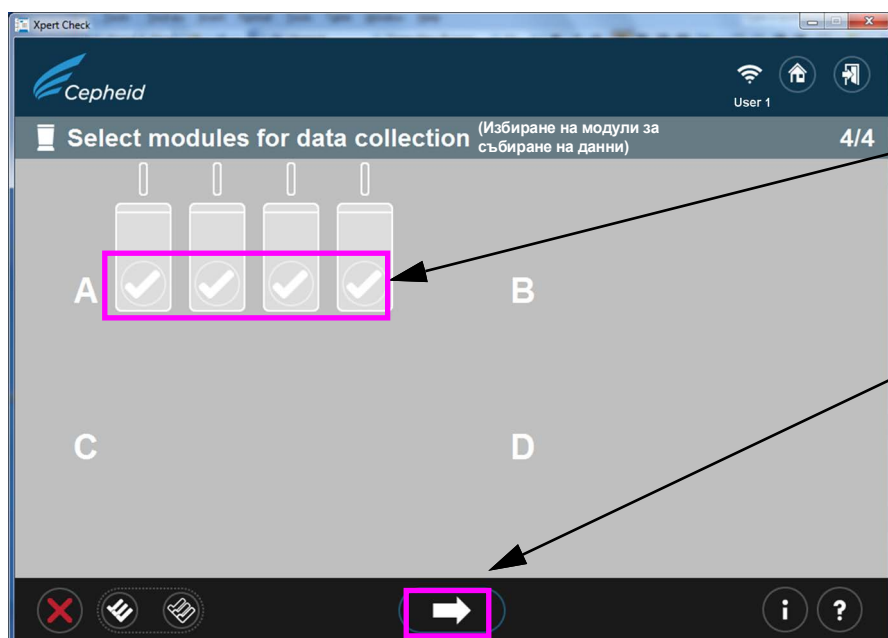 Xpert Check
Cepheid
User 1
Select modules for data collection (Избиране на модули за
събиране на данни)
4/4
A
B
C
D
i
?